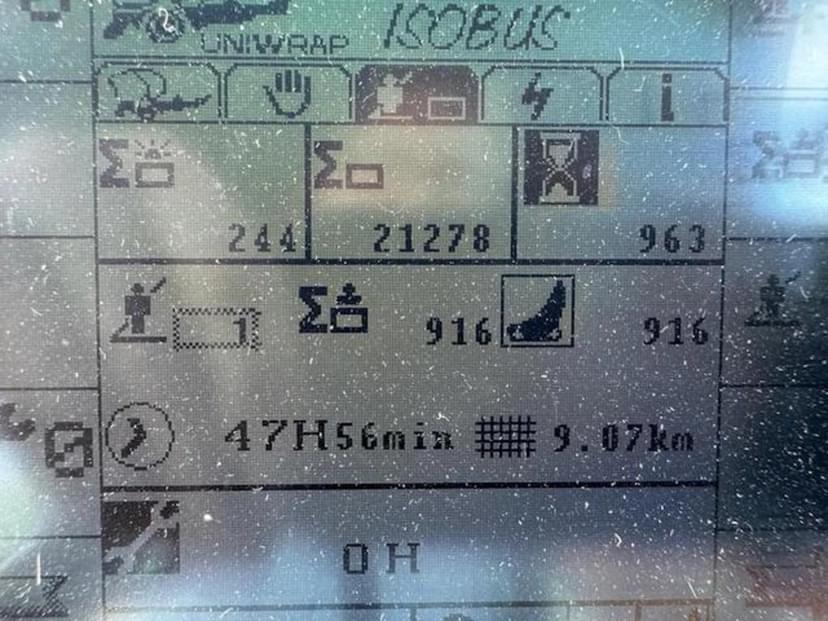 UNIWRAP ISOBUS
i
Σ Σ
244 21278 963
1 Σ 916 916
47H56min 9.07km
0H